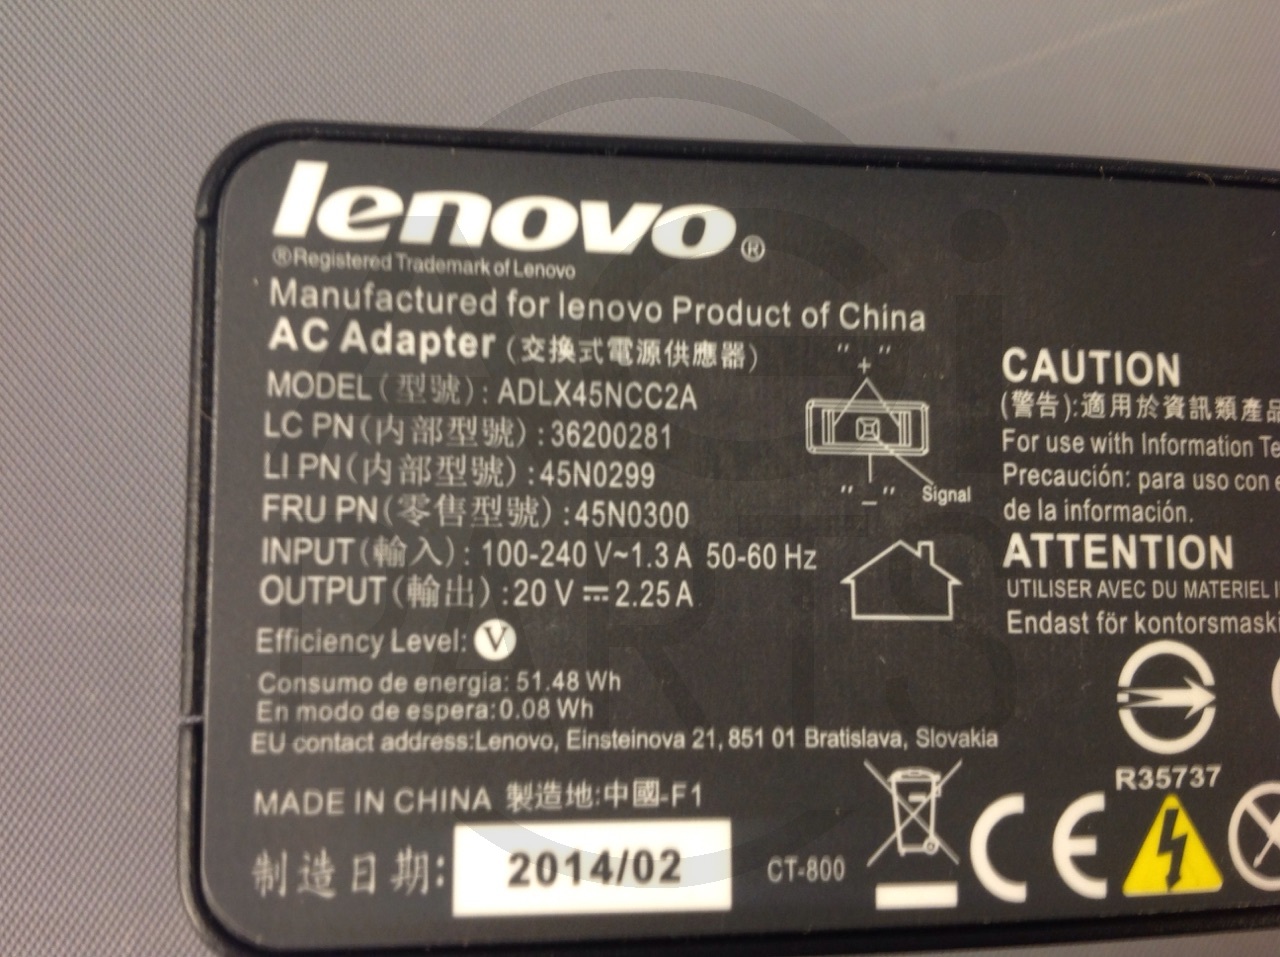 lenovo®
®Registered Trademark of Lenovo
Manufactured for lenovo Product of China
AC Adapter (交換式電源供應器)
MODEL (型號) : ADLX45NCC2A
LC PN (内部型號) : 36200281
LI PN (内部型號) : 45N0299
FRU PN (零售型號) : 45N0300
INPUT (輸入) : 100-240 V~1.3 A 50-60 Hz
OUTPUT (輸出) : 20 V ⎓ 2.25 A
Efficiency Level: V
Consumo de energia: 51.48 Wh
En modo de espera:0.08 Wh
EU contact address:Lenovo, Einsteinova 21, 851 01 Bratislava, Slovakia
MADE IN CHINA 製造地:中國-F1
制造日期: 2014/02
CT-800
"+"
"−"
Signal
CAUTION
(警告):適用於資訊類產品
For use with Information
Precaución: para uso con
de la información.
ATTENTION
UTILISER AVEC DU MATERIEL
Endast för
R35737
CE
AGi
PARTS